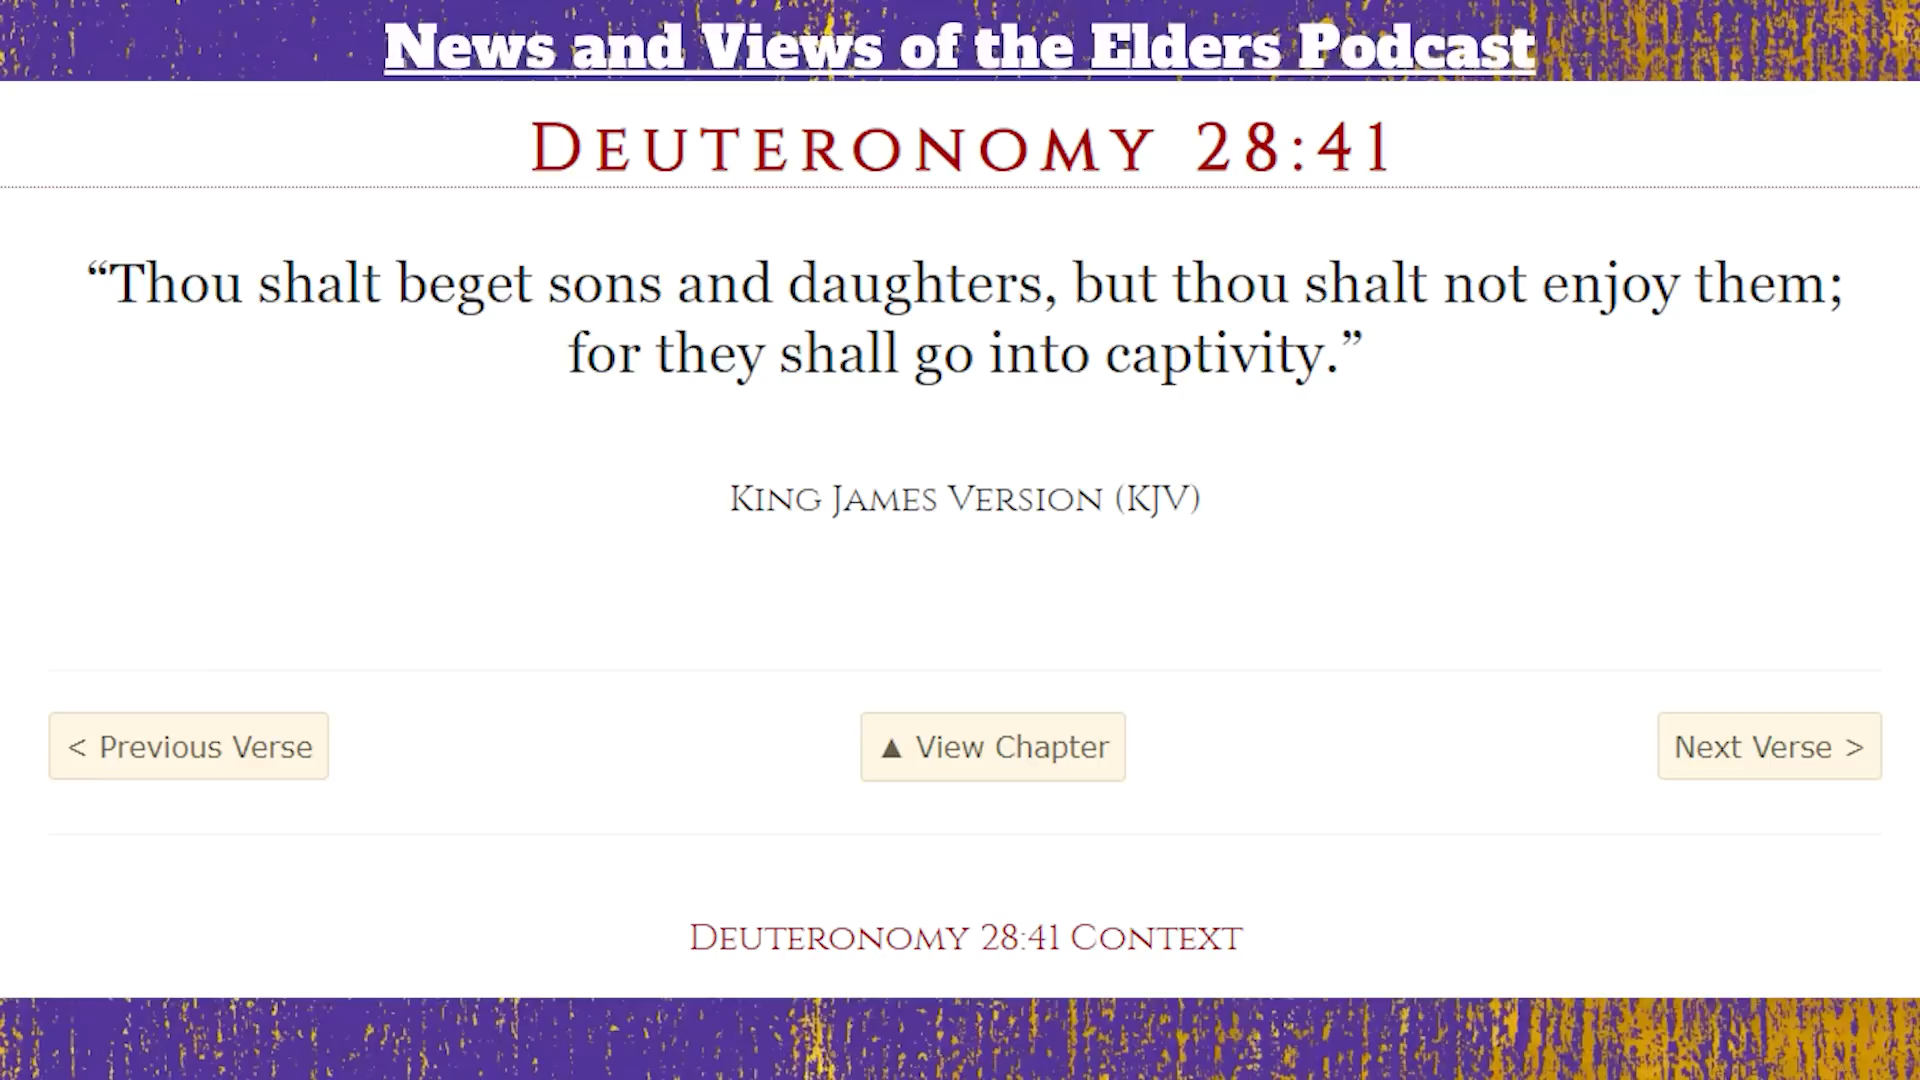 News and Views of the Elders Podcast
Deuteronomy 28:41
“Thou shalt beget sons and daughters, but thou shalt not enjoy them;
for they shall go into captivity.”
King James Version (KJV)
< Previous Verse
▲ View Chapter
Next Verse >
Deuteronomy 28:41 Context